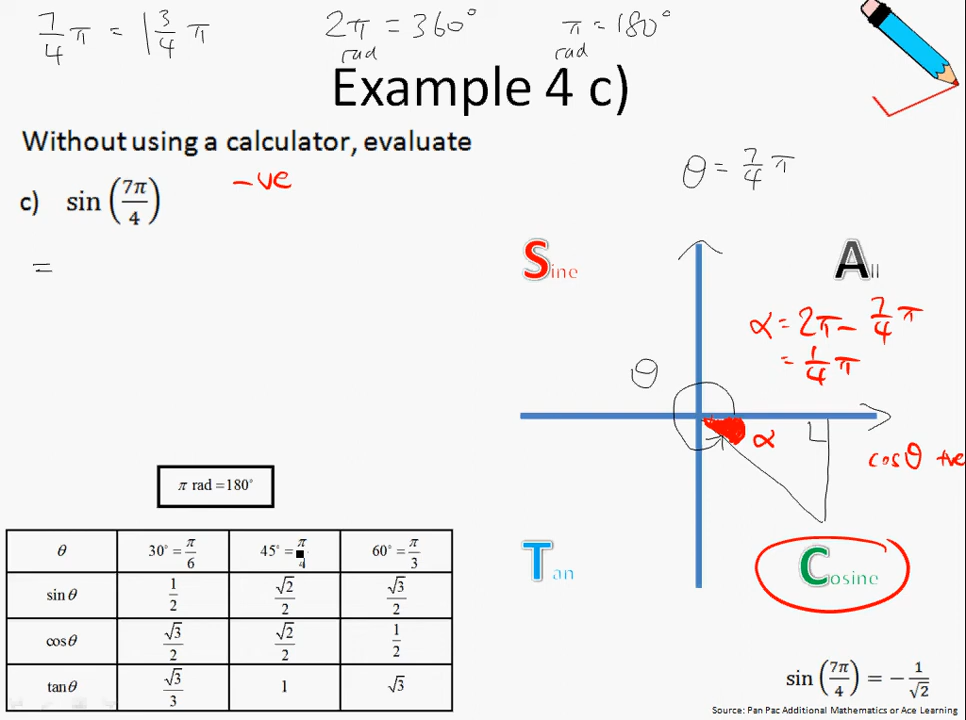 7/4 π = 1 3/4 π
2π rad = 360°
π rad = 180°
Example 4 c)
Without using a calculator, evaluate
c) sin (7π/4)
-ve
=
θ = 7/4 π
Sine
All
α = 2π - 7/4 π
= 1/4 π
θ
α
cosθ +ve
Tan
Cosine
π rad = 180°
θ 30° = π/6 45° = π/4 60° = π/3
sin θ 1/2 √2/2 √3/2
cos θ √3/2 √2/2 1/2
tan θ √3/3 1 √3
sin (7π/4) = - 1/√2
Source: Pan Pac Additional Mathematics or Ace Learning